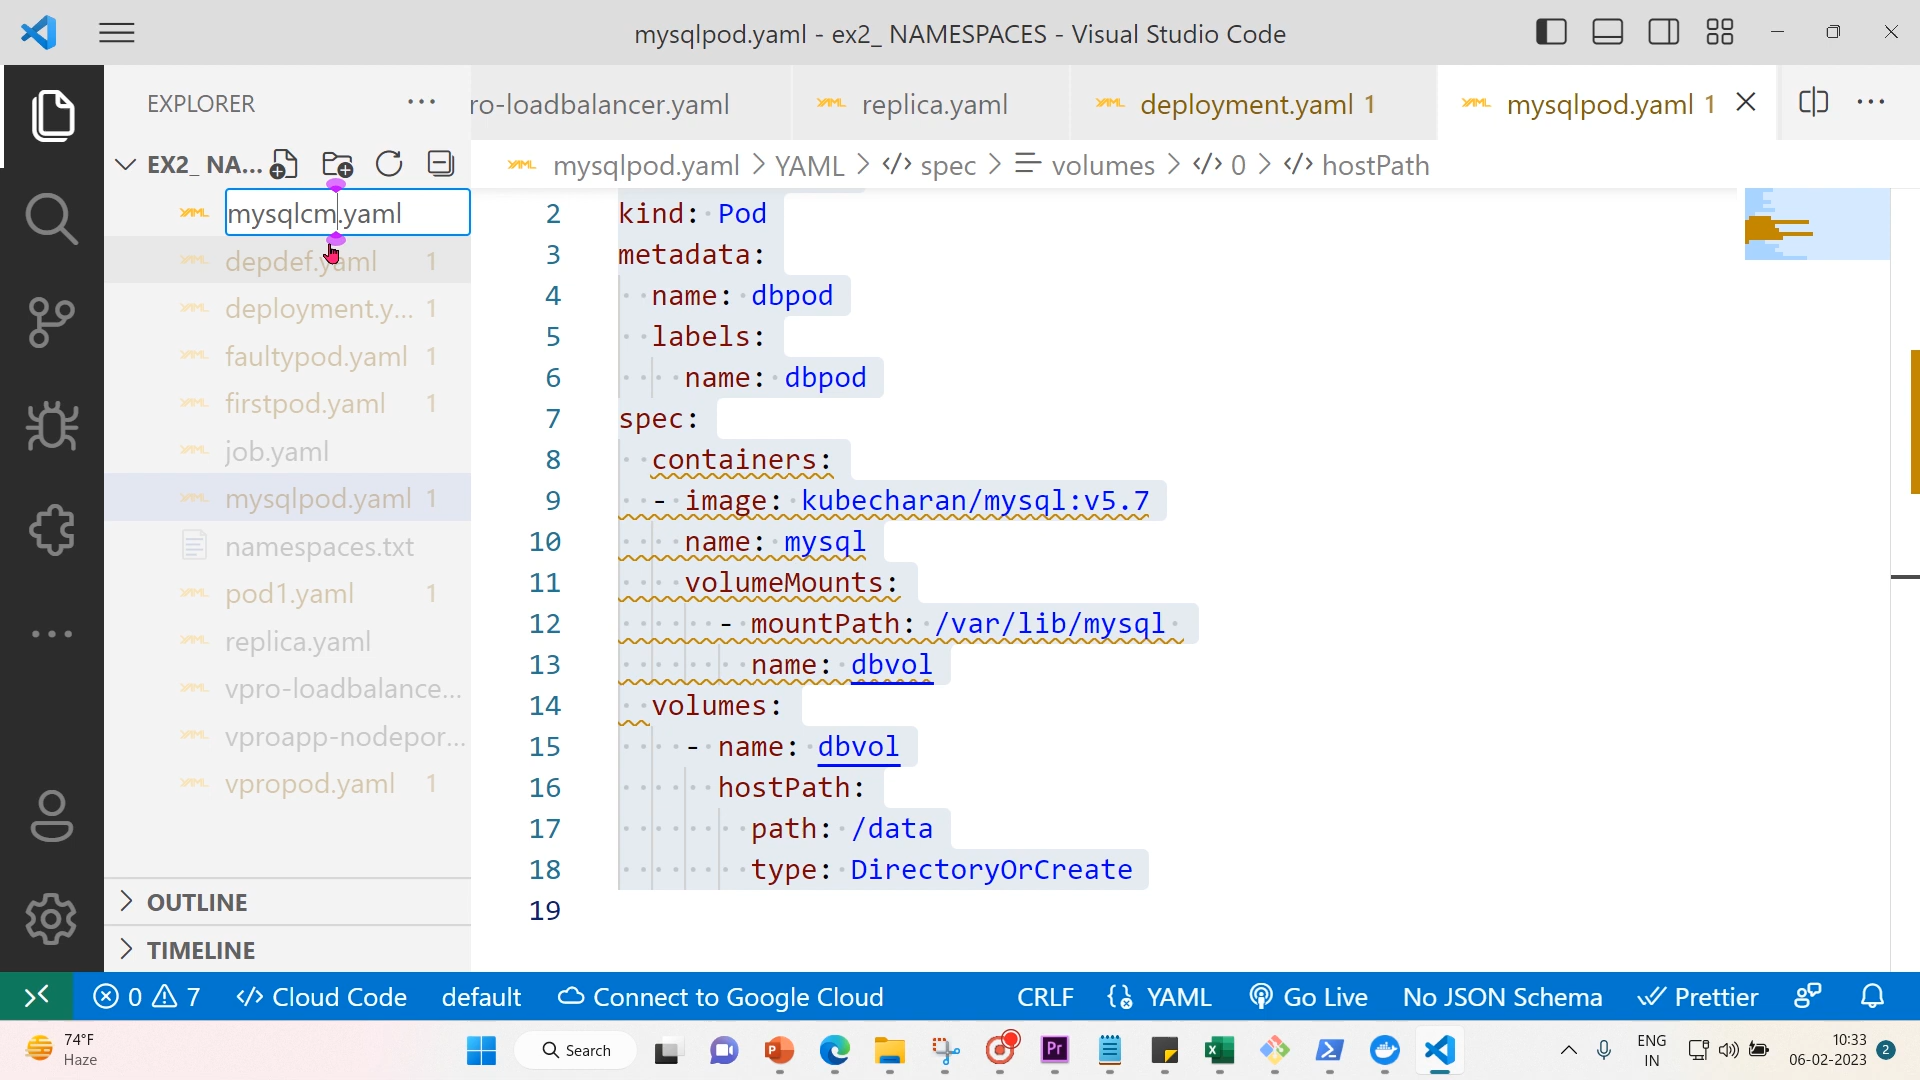 mysqlpod.yaml - ex2_ NAMESPACES - Visual Studio Code
EXPLORER
ro-loadbalancer.yaml
replica.yaml
deployment.yaml 1
mysqlpod.yaml 1
EX2_ NA...
mysqlpod.yaml > YAML > spec > volumes > 0 > hostPath
mysqlcm.yaml
depdef.yaml 1
deployment.y... 1
faultypod.yaml 1
firstpod.yaml 1
job.yaml
mysqlpod.yaml 1
namespaces.txt
pod1.yaml 1
replica.yaml
vpro-loadbalance...
vproapp-nodepor...
vpropod.yaml 1
OUTLINE
TIMELINE
2 kind: Pod
3 metadata:
4 name: dbpod
5 labels:
6 name: dbpod
7 spec:
8 containers:
9 - image: kubecharan/mysql:v5.7
10 name: mysql
11 volumeMounts:
12 - mountPath: /var/lib/mysql
13 name: dbvol
14 volumes:
15 - name: dbvol
16 hostPath:
17 path: /data
18 type: DirectoryOrCreate
19
0 7 Cloud Code default Connect to Google Cloud CRLF YAML Go Live No JSON Schema Prettier
74°F
Haze
Search
Pr
ENG
IN
10:33
06-02-2023
2